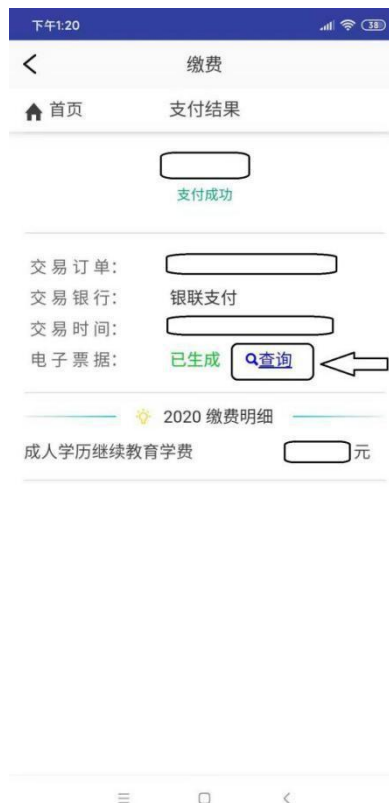 下午1:20
38
缴费
首页 支付结果
支付成功
交易订单:
交易银行: 银联支付
交易时间:
电子票据: 已生成 查询
2020 缴费明细
成人学历继续教育学费 元